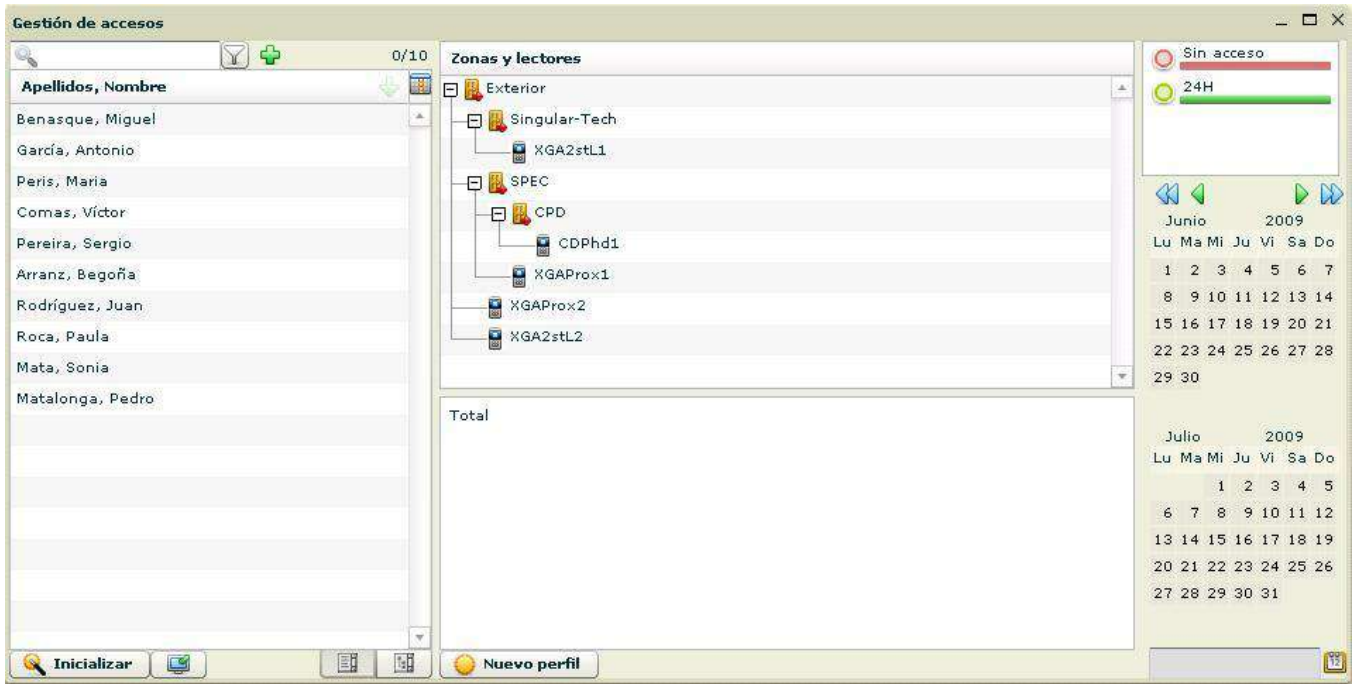 Gestión de accesos
0/10
Apellidos, Nombre
Benasque, Miguel
García, Antonio
Peris, Maria
Comas, Víctor
Pereira, Sergio
Arranz, Begoña
Rodríguez, Juan
Roca, Paula
Mata, Sonia
Matalonga, Pedro
Inicializar
Zonas y lectores
Exterior
Singular-Tech
XGA2stL1
SPEC
CPD
CDPhd1
XGAProx1
XGAProx2
XGA2stL2
Total
Nuevo perfil
Sin acceso
24H
Junio 2009
Lu Ma Mi Ju Vi Sa Do
1 2 3 4 5 6 7
8 9 10 11 12 13 14
15 16 17 18 19 20 21
22 23 24 25 26 27 28
29 30
Julio 2009
Lu Ma Mi Ju Vi Sa Do
1 2 3 4 5
6 7 8 9 10 11 12
13 14 15 16 17 18 19
20 21 22 23 24 25 26
27 28 29 30 31
12